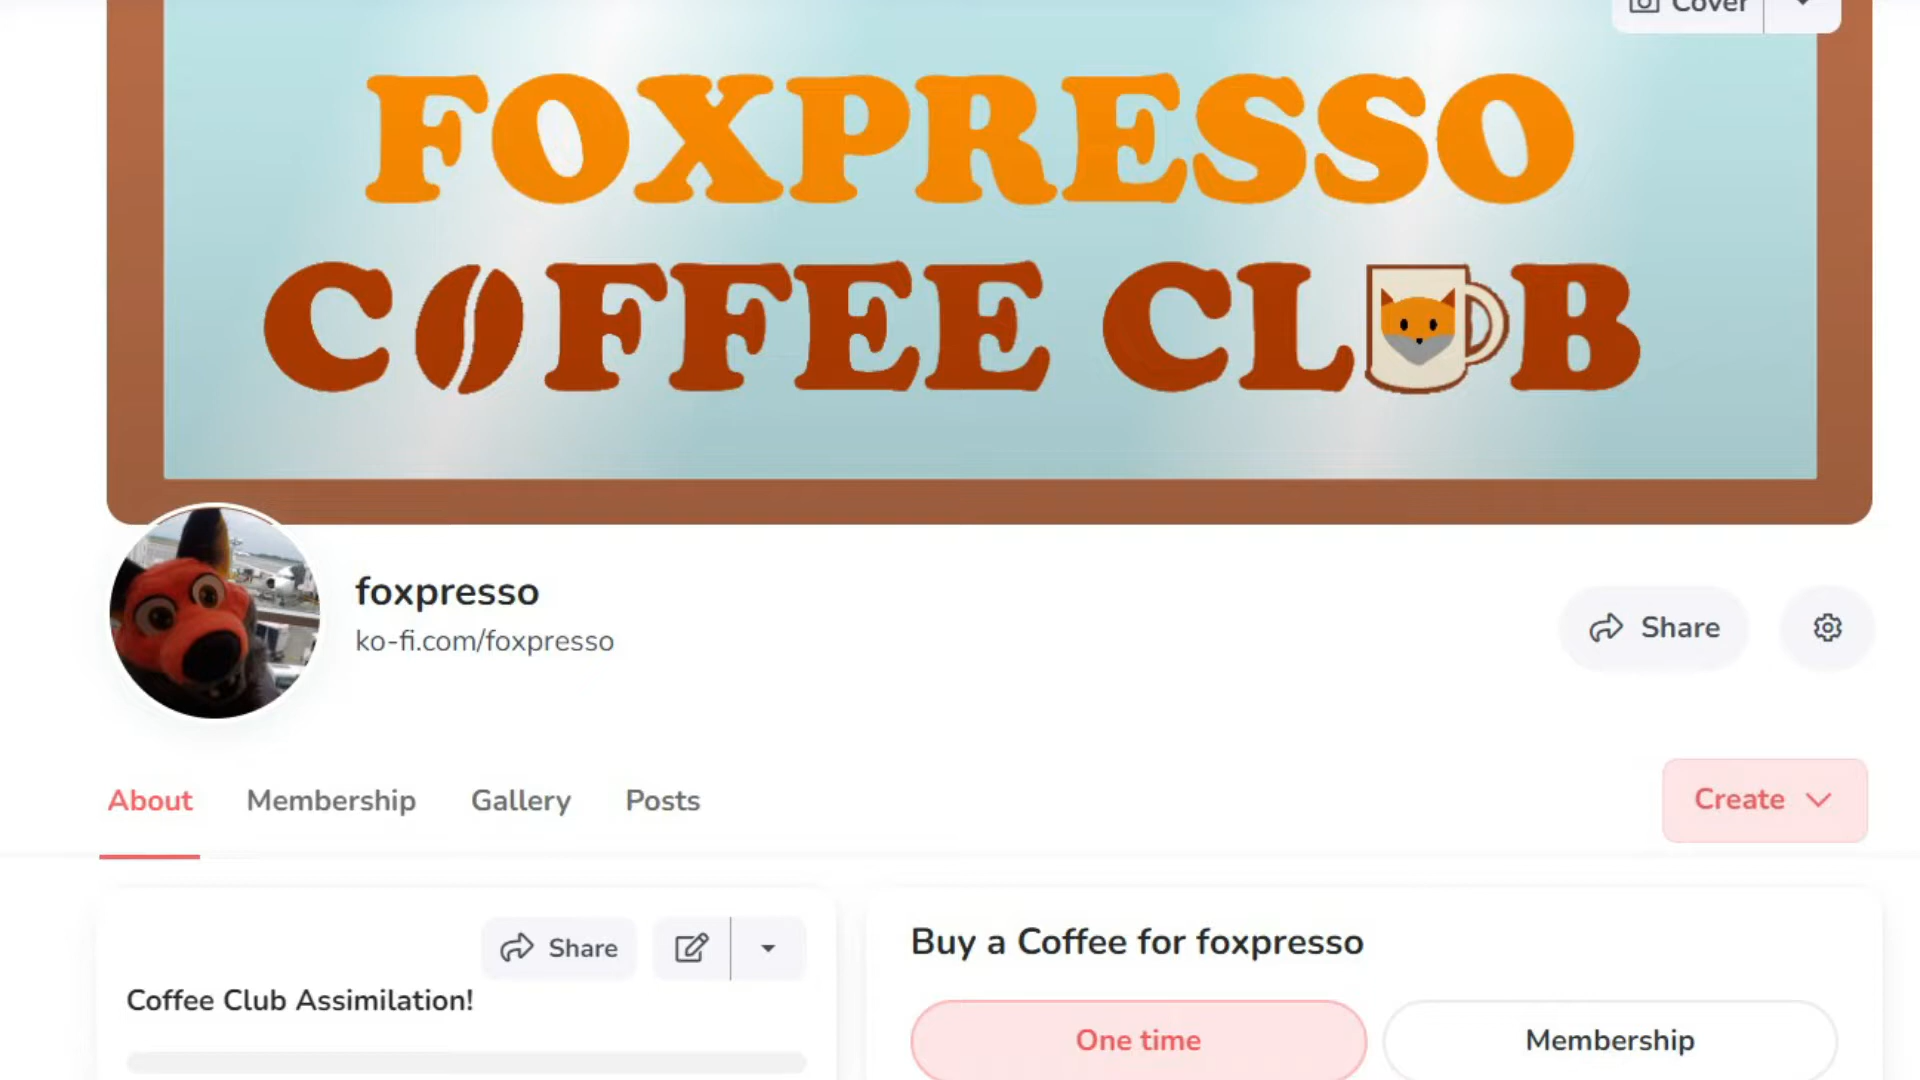 Cover
FOXPRESSO
COFFEE CLUB
foxpresso
ko-fi.com/foxpresso
Share
About Membership Gallery Posts
Create
Share
Coffee Club Assimilation!
Buy a Coffee for foxpresso
One time
Membership